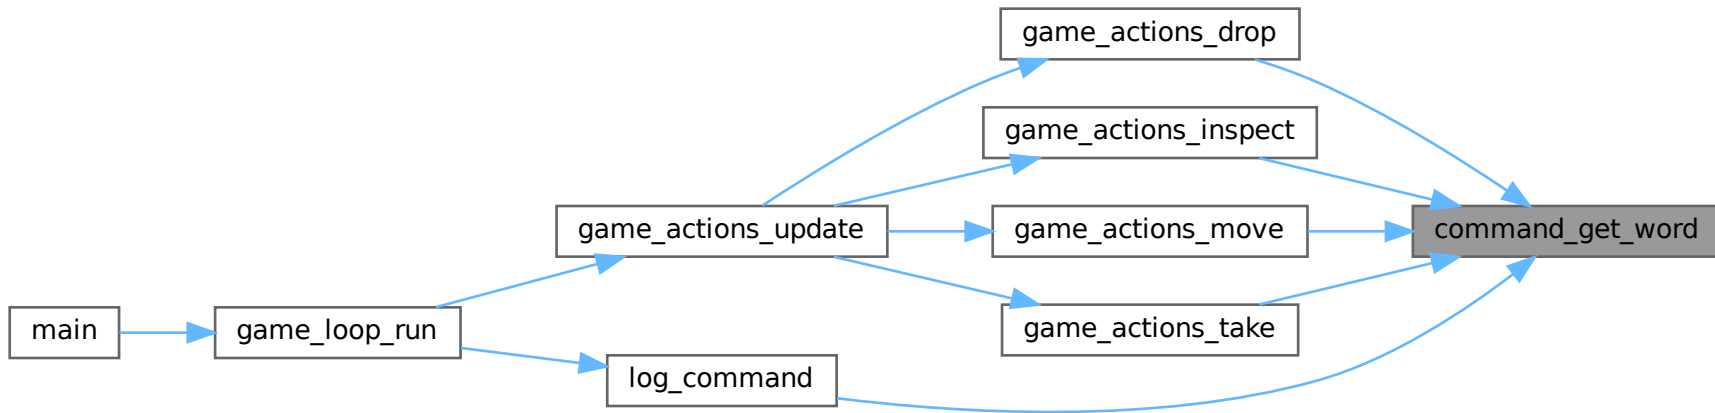 game_actions_drop
game_actions_inspect
game_actions_update
game_actions_move
command_get_word
main
game_loop_run
game_actions_take
log_command